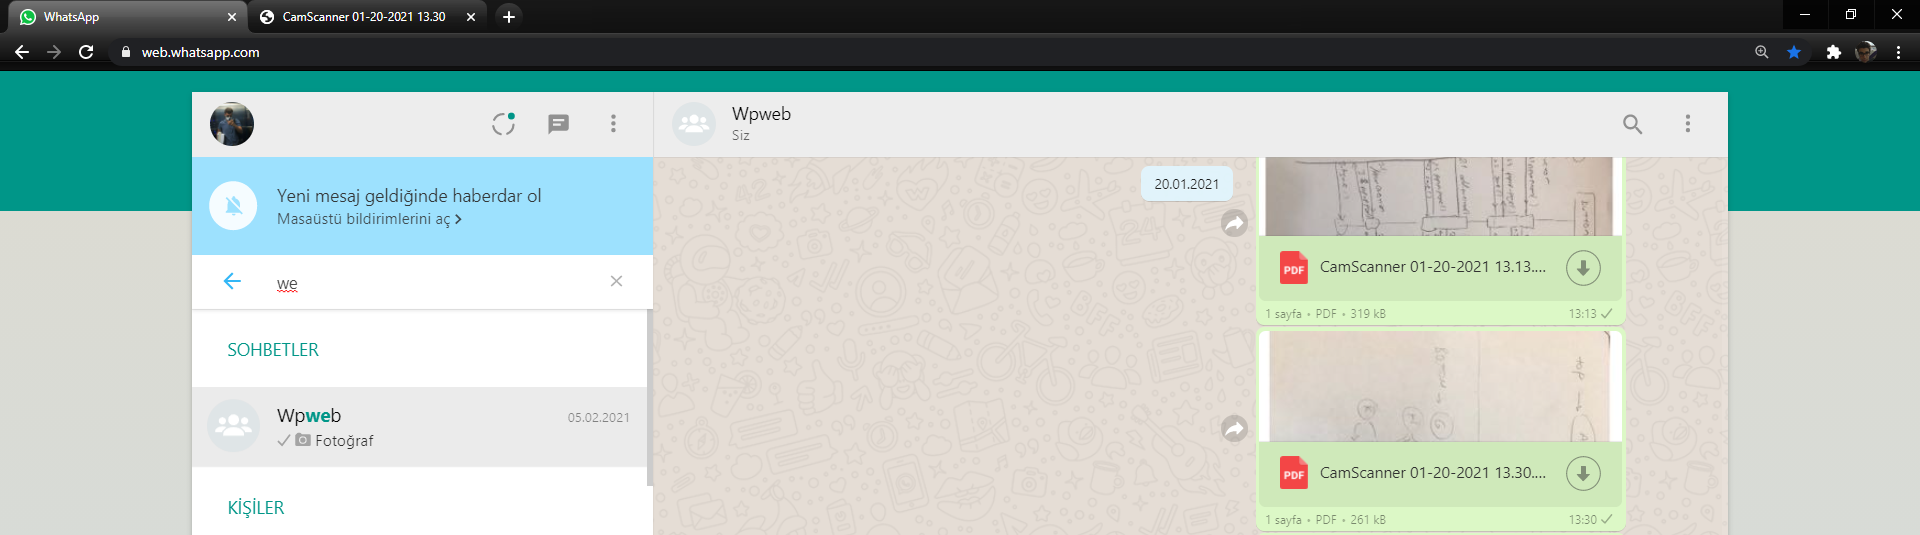 WhatsApp
CamScanner 01-20-2021 13.30
web.whatsapp.com
Wpweb
Siz
Yeni mesaj geldiğinde haberdar ol
Masaüstü bildirimlerini aç
we
SOHBETLER
Wpweb
05.02.2021
Fotoğraf
KİŞİLER
20.01.2021
PDF
CamScanner 01-20-2021 13.13....
1 sayfa • PDF • 319 kB
13:13
PDF
CamScanner 01-20-2021 13.30....
1 sayfa • PDF • 261 kB
13:30